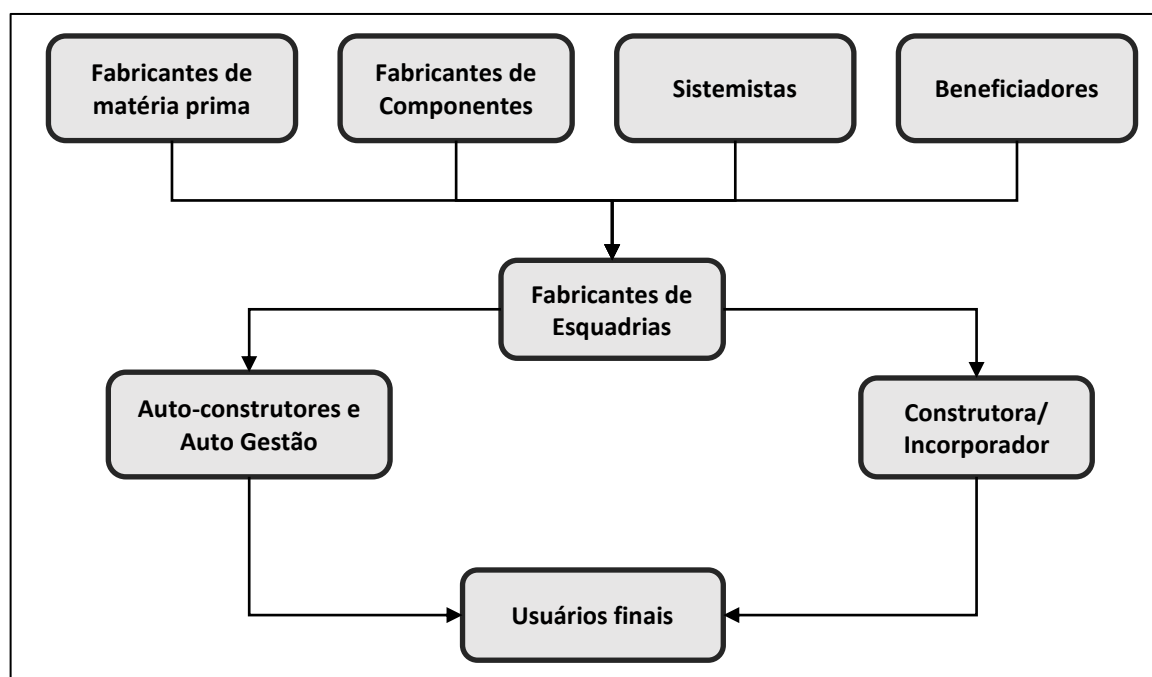 Fabricantes de
matéria prima
Fabricantes de
Componentes
Sistemistas
Beneficiadores
Fabricantes de
Esquadrias
Auto-construtores e
Auto Gestão
Construtora/
Incorporador
Usuários finais